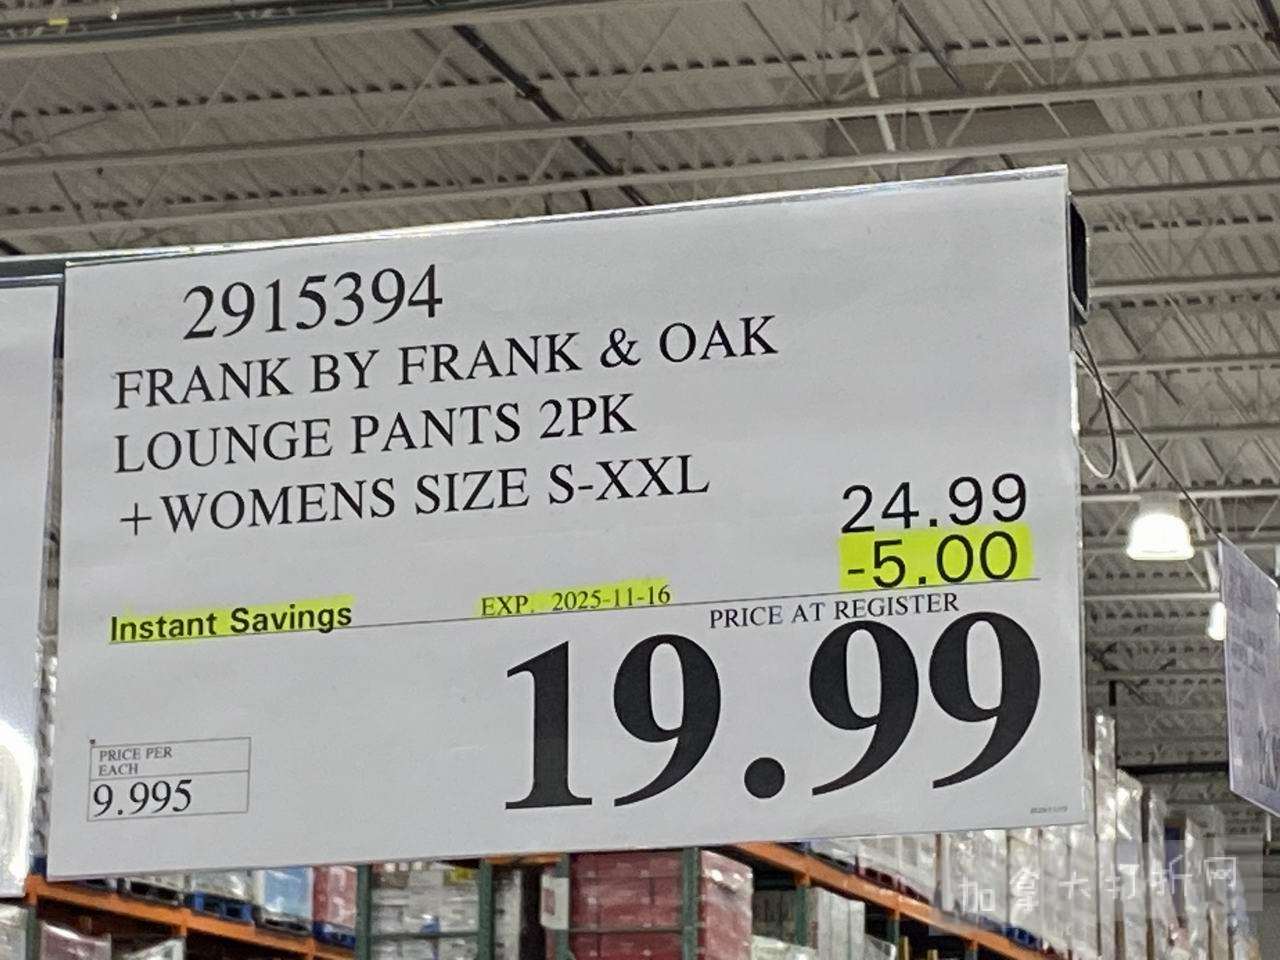 2915394
FRANK BY FRANK & OAK
LOUNGE PANTS 2PK
+WOMENS SIZE S-XXL
24.99
-5.00
Instant Savings
EXP. 2025-11-16
PRICE AT REGISTER
19.99
PRICE PER
EACH
9.995
加拿大打折网